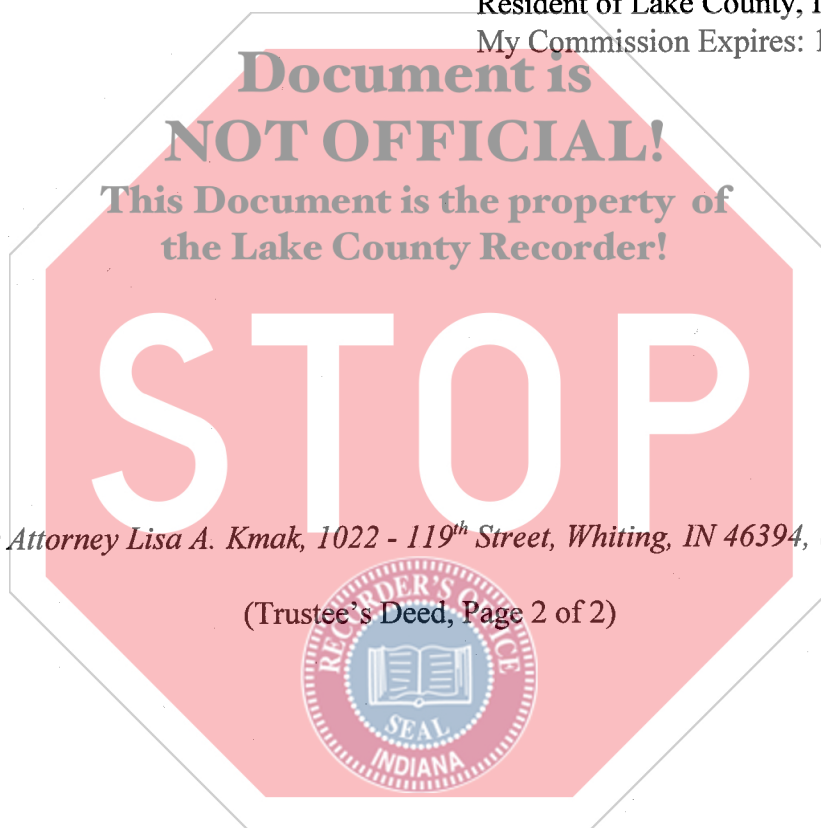 Resident of Lake County, I
My Commission Expires: 1
Document is
NOT OFFICIAL!
This Document is the property of
the Lake County Recorder!
STOP
Attorney Lisa A. Kmak, 1022 - 119th Street, Whiting, IN 46394,
(Trustee's Deed, Page 2 of 2)
RECORDER'S OFFICE
SEAL
INDIANA